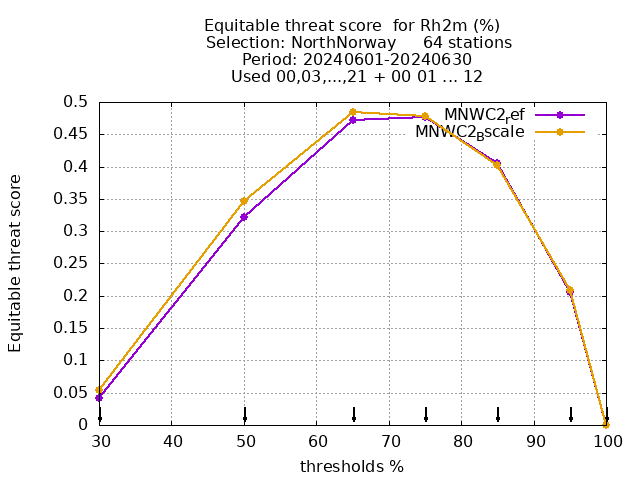 Equitable threat score  for Rh2m (%)
Selection: NorthNorway     64 stations
Period: 20240601-20240630
Used 00,03,...,21 + 00 01 ... 12
MNWC2ref
MNWC2Bscale
Equitable threat score
0.5
0.45
0.4
0.35
0.3
0.25
0.2
0.15
0.1
0.05
0
30 40 50 60 70 80 90 100
thresholds %